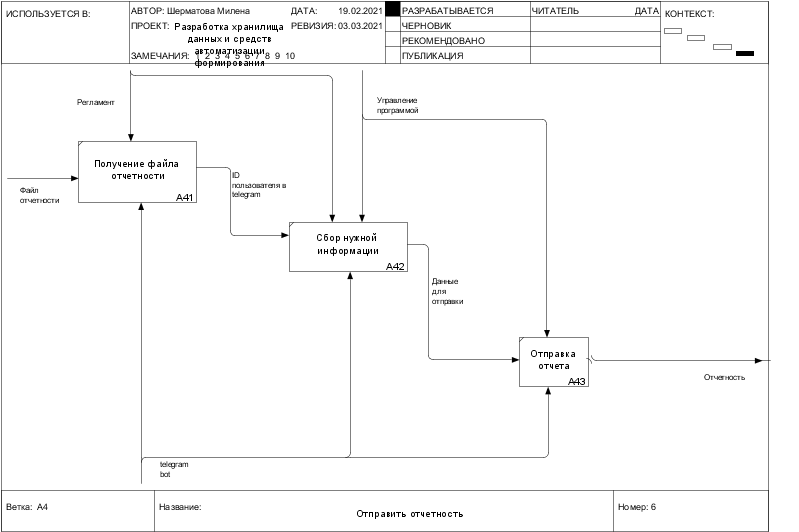 ИСПОЛЬЗУЕТСЯ В:
АВТОР: Шерматова Милена
ДАТА: 19.02.2021
ПРОЕКТ: Разработка хранилища
данных и средств
автоматизации
формирования
РЕВИЗИЯ: 03.03.2021
ЗАМЕЧАНИЯ: 1 2 3 4 5 6 7 8 9 10
РАЗРАБАТЫВАЕТСЯ
ЧЕРНОВИК
РЕКОМЕНДОВАНО
ПУБЛИКАЦИЯ
ЧИТАТЕЛЬ ДАТА
КОНТЕКСТ:
Регламент
Управление
программой
Получение файла
отчетности
A41
Файл
отчетности
ID
пользователя в
telegram
Сбор нужной
информации
A42
Данные
для
отправки
Отправка
отчета
A43
Отчетность
telegram
bot
Ветка: A4
Название:
Отправить отчетность
Номер: 6